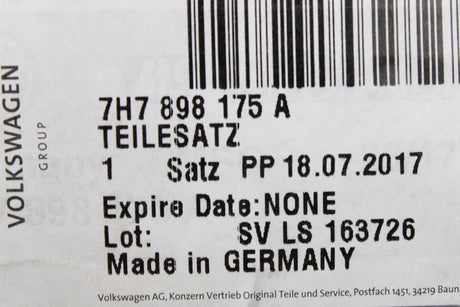 VOLKSWAGEN
GROUP
7H7 898 175 A
TEILESATZ
1 Satz PP 18.07.2017
Expire Date:NONE
Lot: SV LS 163726
Made in GERMANY
Volkswagen AG, Konzern Vertrieb Original Teile und Service, Postfach 1451, 34219 Baun